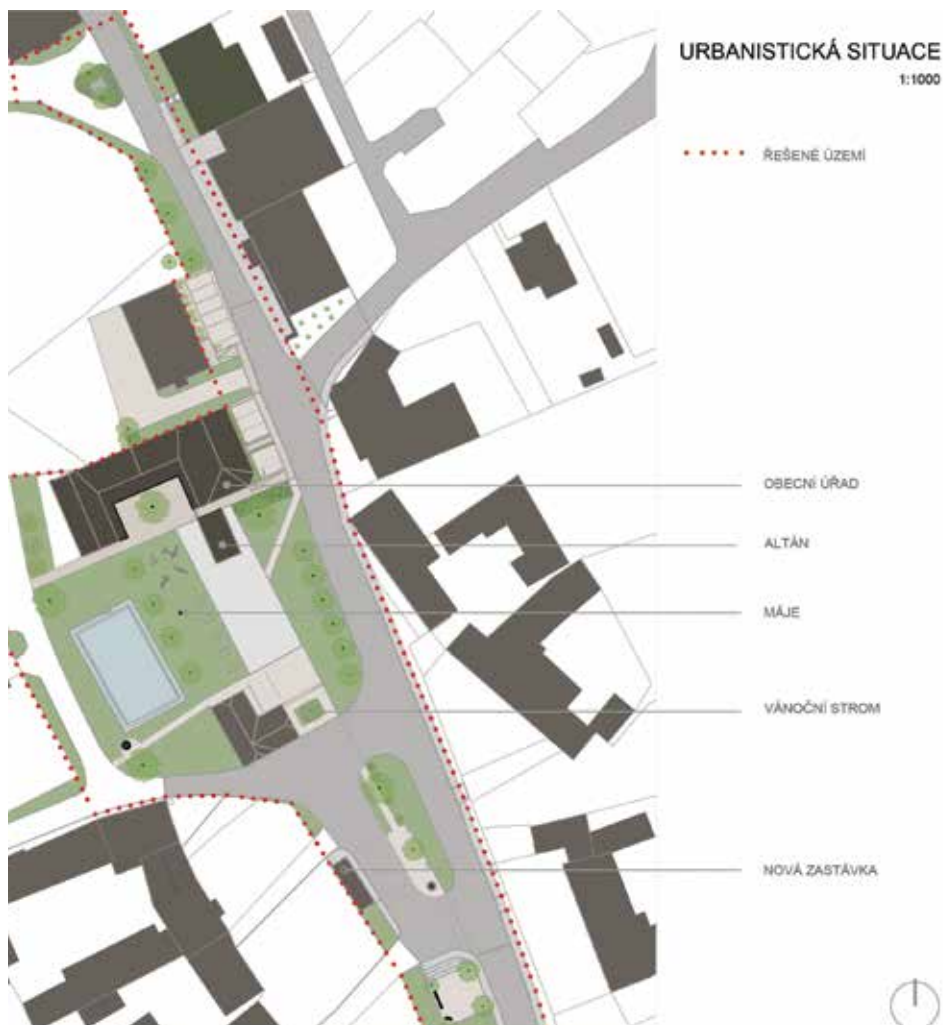 URBANISTICKÁ SITUACE
1:1000
ŘEŠENÉ ÚZEMÍ
OBECNÍ ÚŘAD
ALTÁN
MÁJE
VÁNOČNÍ STROM
NOVÁ ZASTÁVKA